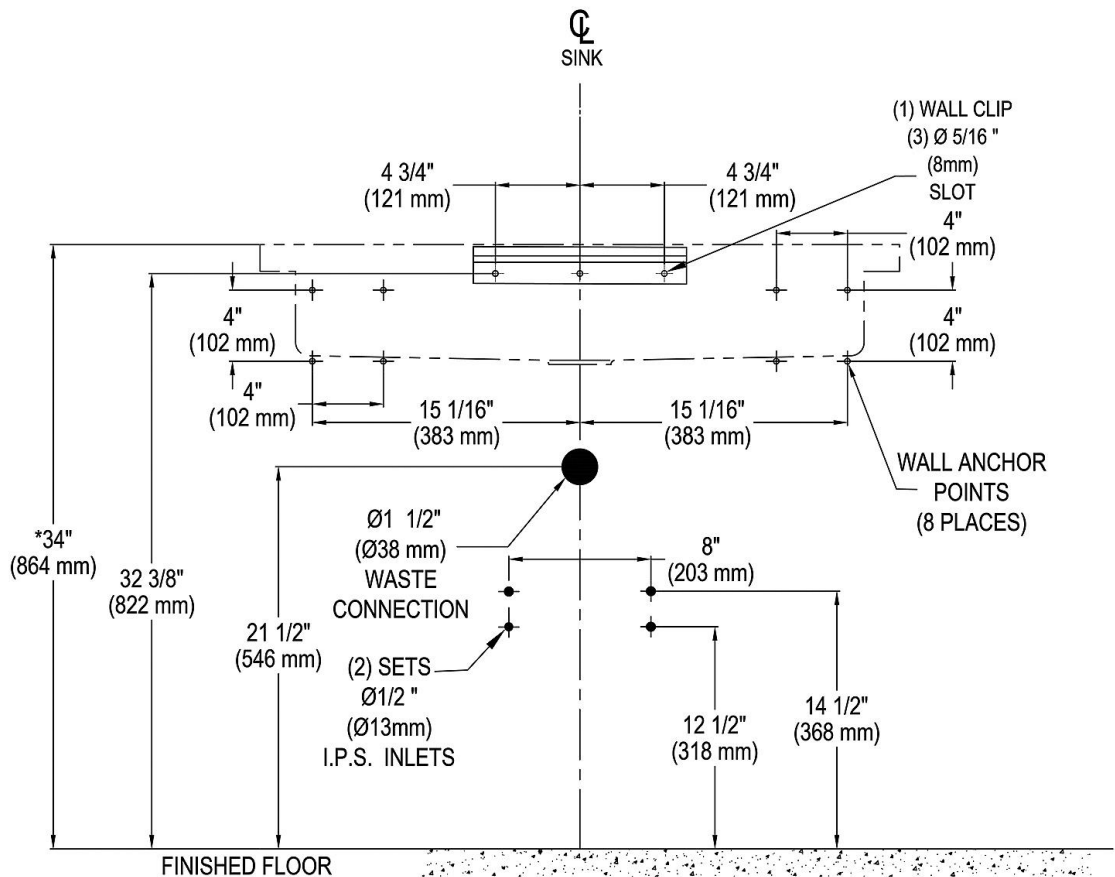 ℄
SINK
(1) WALL CLIP
(3) Ø 5/16 "
(8mm)
SLOT
4 3/4"
(121 mm)
4 3/4"
(121 mm)
4"
(102 mm)
4"
(102 mm)
4"
(102 mm)
4"
(102 mm)
15 1/16"
(383 mm)
15 1/16"
(383 mm)
WALL ANCHOR
POINTS
(8 PLACES)
*34"
(864 mm)
32 3/8"
(822 mm)
21 1/2"
(546 mm)
Ø1 1/2"
(Ø38 mm)
WASTE
CONNECTION
8"
(203 mm)
(2) SETS
Ø1/2 "
(Ø13mm)
I.P.S. INLETS
12 1/2"
(318 mm)
14 1/2"
(368 mm)
FINISHED FLOOR